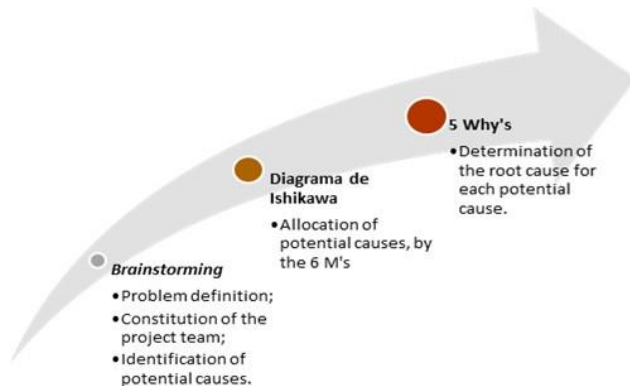 Brainstorming
•Problem definition;
•Constitution of the
project team;
•Identification of
potential causes.
Diagrama de
Ishikawa
•Allocation of
potential causes, by
the 6 M's
5 Why's
•Determination of
the root cause for
each potential
cause.